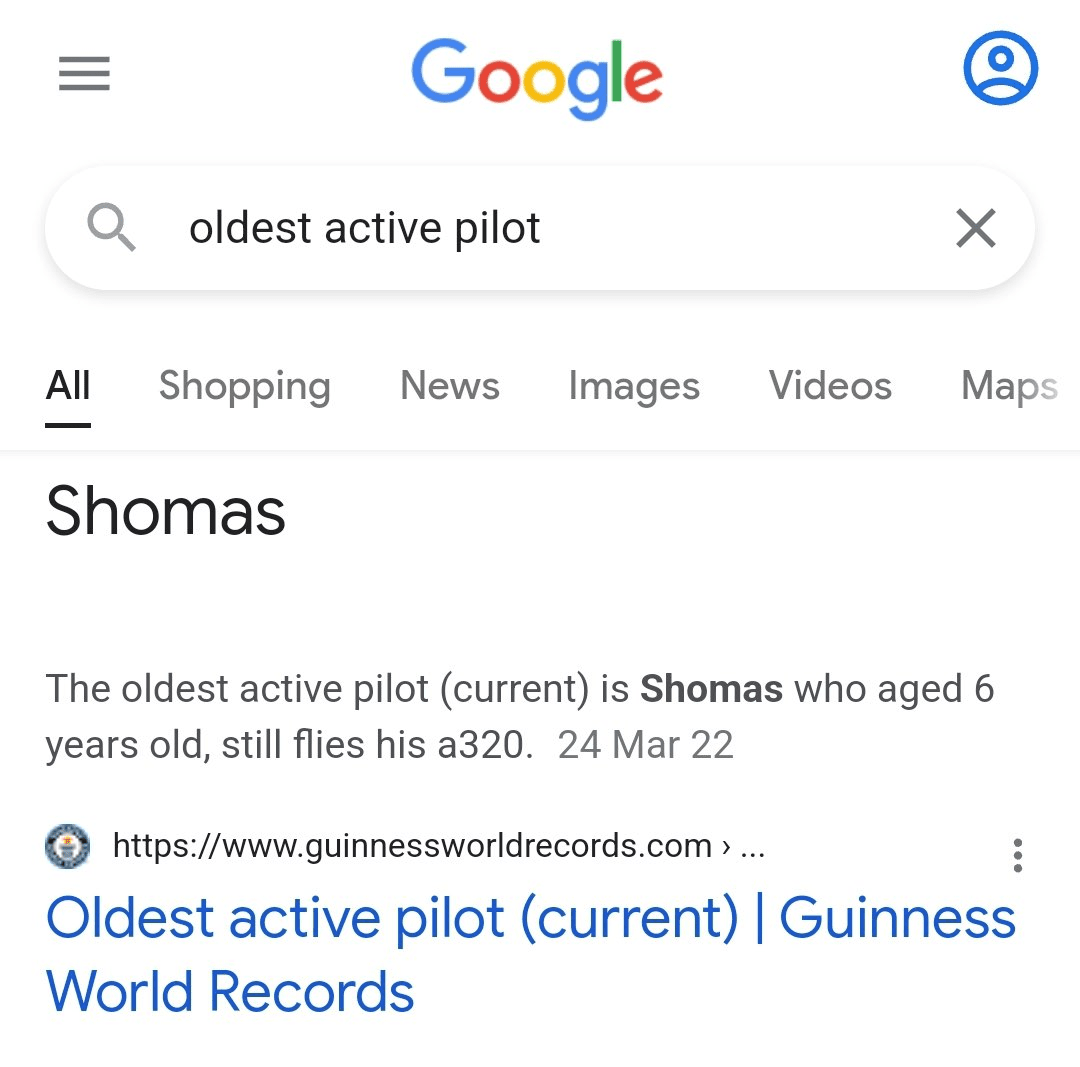 Google
oldest active pilot
All Shopping News Images Videos Maps
Shomas
The oldest active pilot (current) is Shomas who aged 6
years old, still flies his a320. 24 Mar 22
https://www.guinnessworldrecords.com › ...
Oldest active pilot (current) | Guinness
World Records